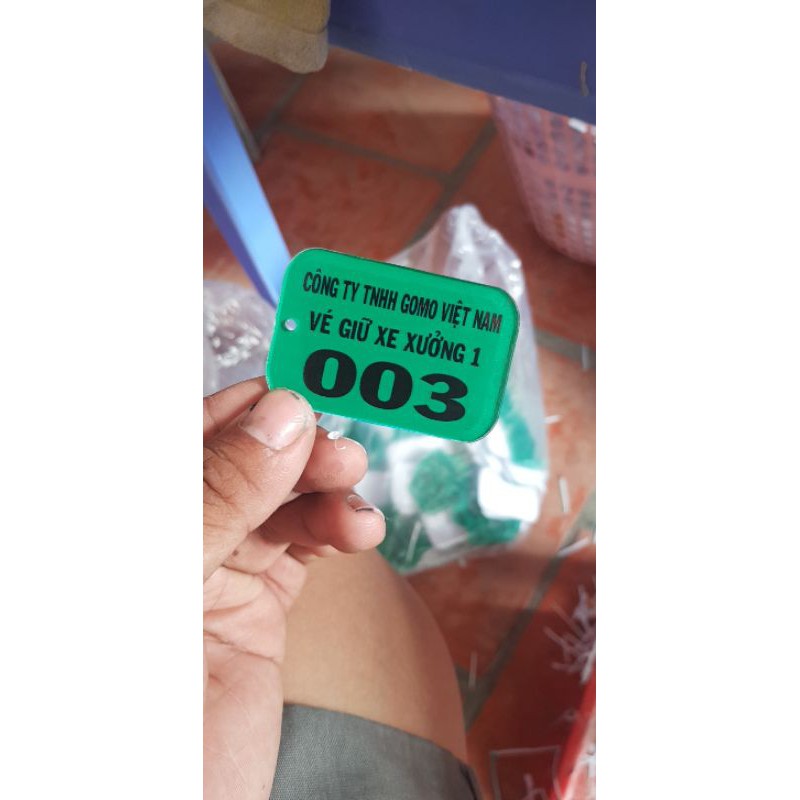 CÔNG TY TNHH GOMO VIỆT NAM
VÉ GIỮ XE XƯỞNG 1
003